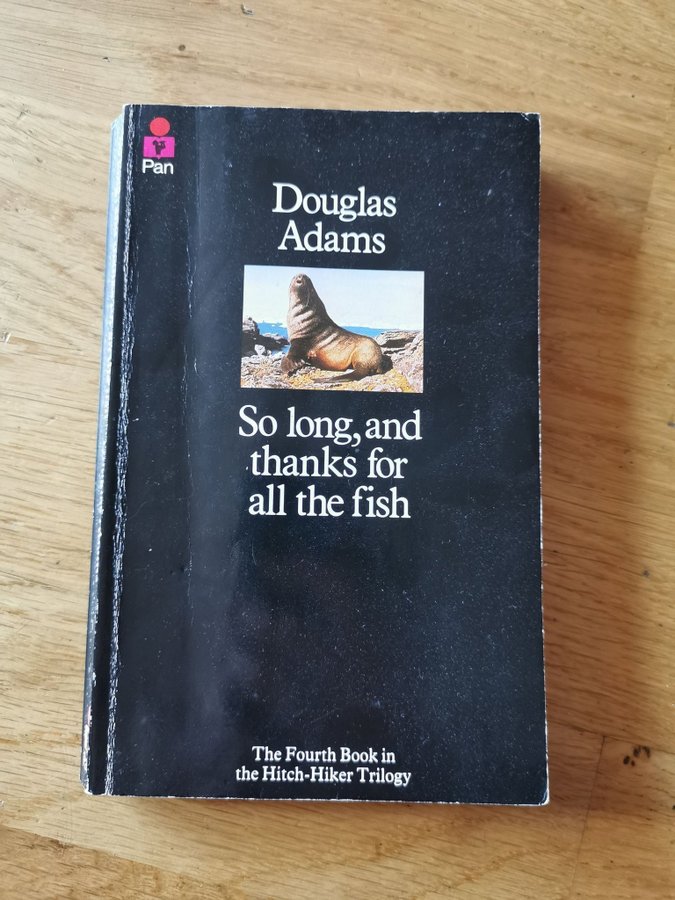 Pan
Douglas
Adams
So long, and
thanks for
all the fish
The Fourth Book in
the Hitch-Hiker Trilogy